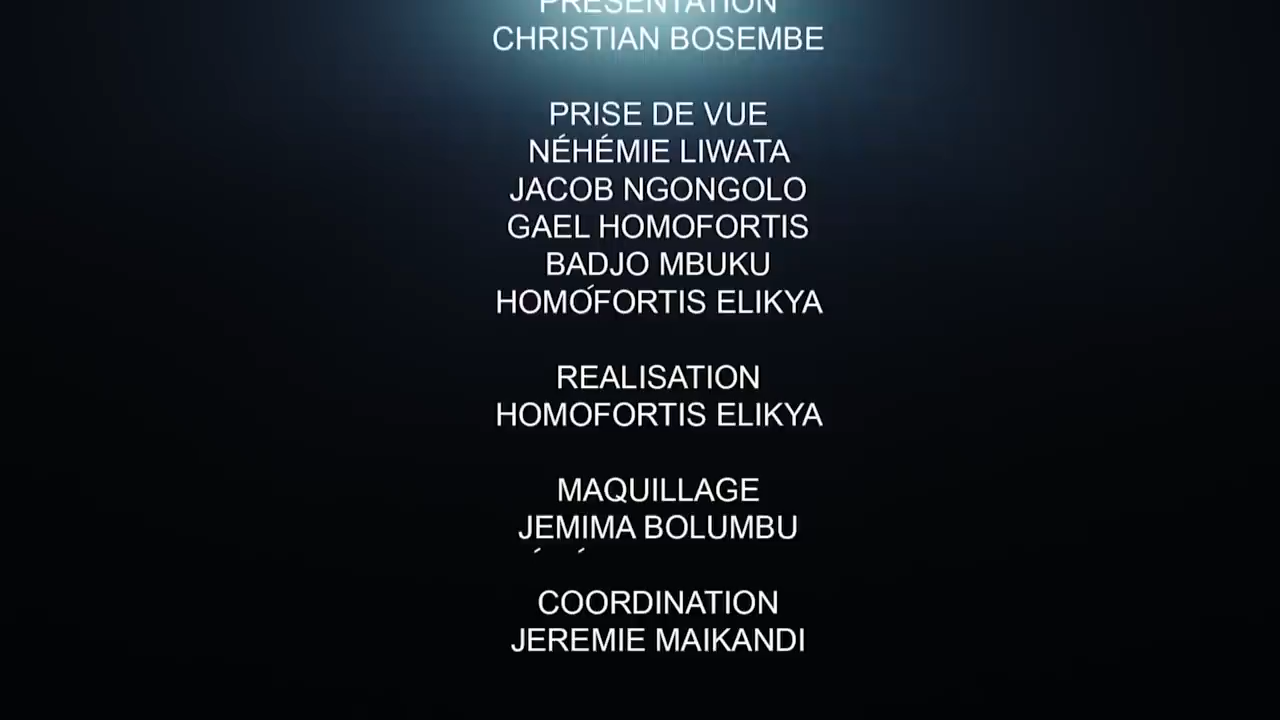 PRESENTATION
CHRISTIAN BOSEMBE
PRISE DE VUE
NÉHÉMIE LIWATA
JACOB NGONGOLO
GAEL HOMOFORTIS
BADJO MBUKU
HOMOFORTIS ELIKYA
REALISATION
HOMOFORTIS ELIKYA
MAQUILLAGE
JEMIMA BOLUMBU
COORDINATION
JEREMIE MAIKANDI